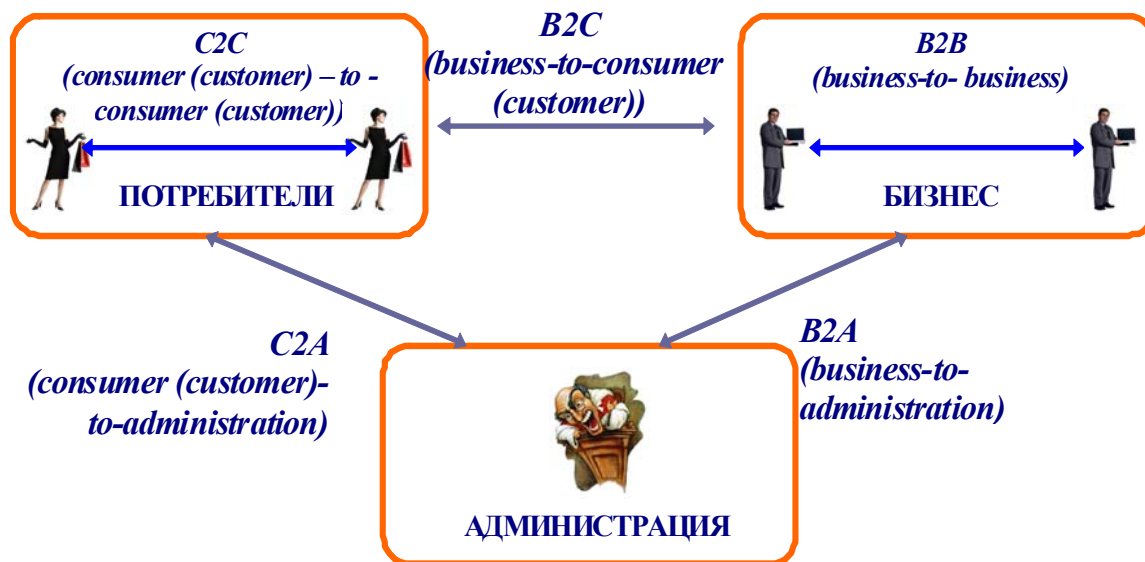 C2C
(consumer (customer) – to -
consumer (customer))
ПОТРЕБИТЕЛИ
B2C
(business-to-consumer
(customer))
B2B
(business-to- business)
БИЗНЕС
C2A
(consumer (customer)-
to-administration)
B2A
(business-to-
administration)
АДМИНИСТРАЦИЯ